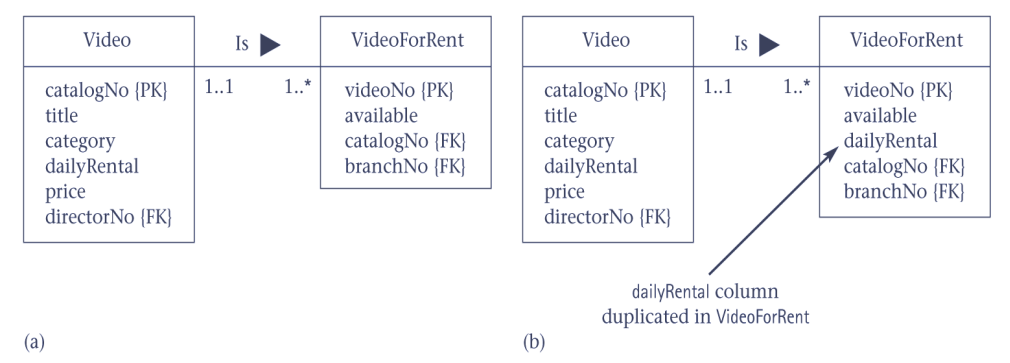 Video
Is
VideoForRent
catalogNo {PK}
title
category
dailyRental
price
directorNo {FK}
1..1
1..*
videoNo {PK}
available
catalogNo {FK}
branchNo {FK}
(a)
Video
Is
VideoForRent
catalogNo {PK}
title
category
dailyRental
price
directorNo {FK}
1..1
1..*
videoNo {PK}
available
dailyRental
catalogNo {FK}
branchNo {FK}
dailyRental column
duplicated in VideoForRent
(b)